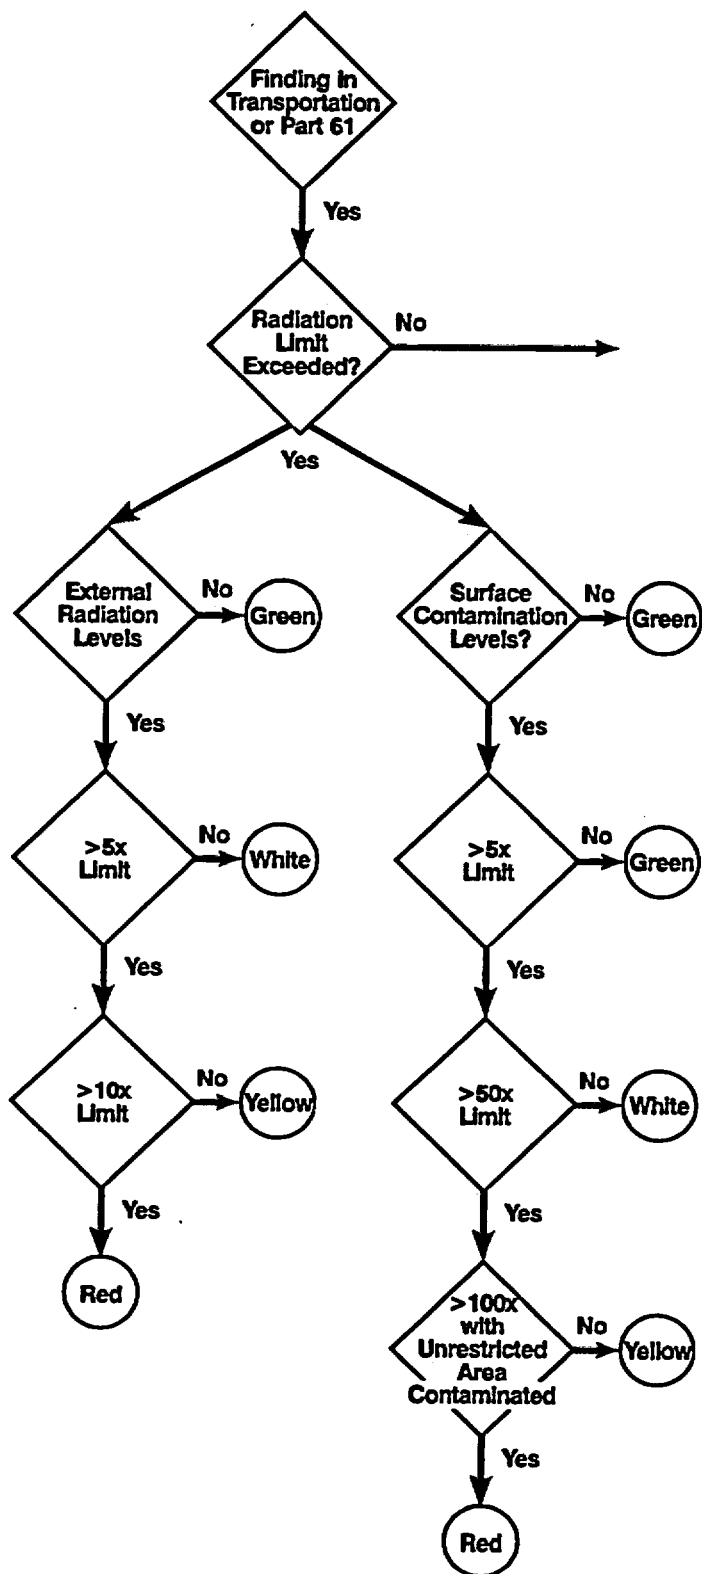 Finding in
Transportation
or Part 61
Yes
Radiation
Limit
Exceeded?
No
Yes
External
Radiation
Levels
No
Green
Surface
Contamination
Levels?
No
Green
Yes
Yes
>5x
Limit
No
White
>5x
Limit
No
Green
Yes
Yes
>10x
Limit
No
Yellow
>50x
Limit
No
White
Yes
Yes
Red
>100x
with
Unrestricted
Area
Contaminated
No
Yellow
Yes
Red